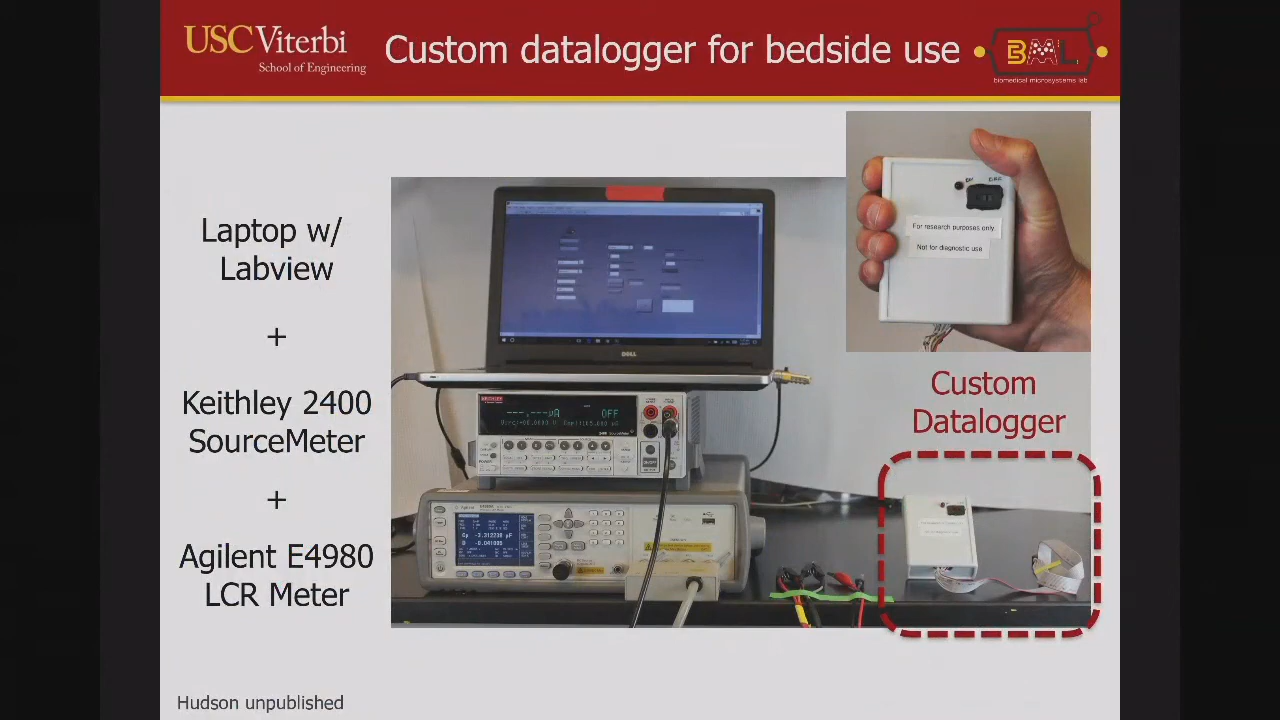 USC Viterbi
School of Engineering
Custom datalogger for bedside use
BML
biomedical microsystems lab
Laptop w/
Labview
+
Keithley 2400
SourceMeter
+
Agilent E4980
LCR Meter
DELL
OFF
For research purposes only.
Not for diagnostic use
Custom
Datalogger
Hudson unpublished